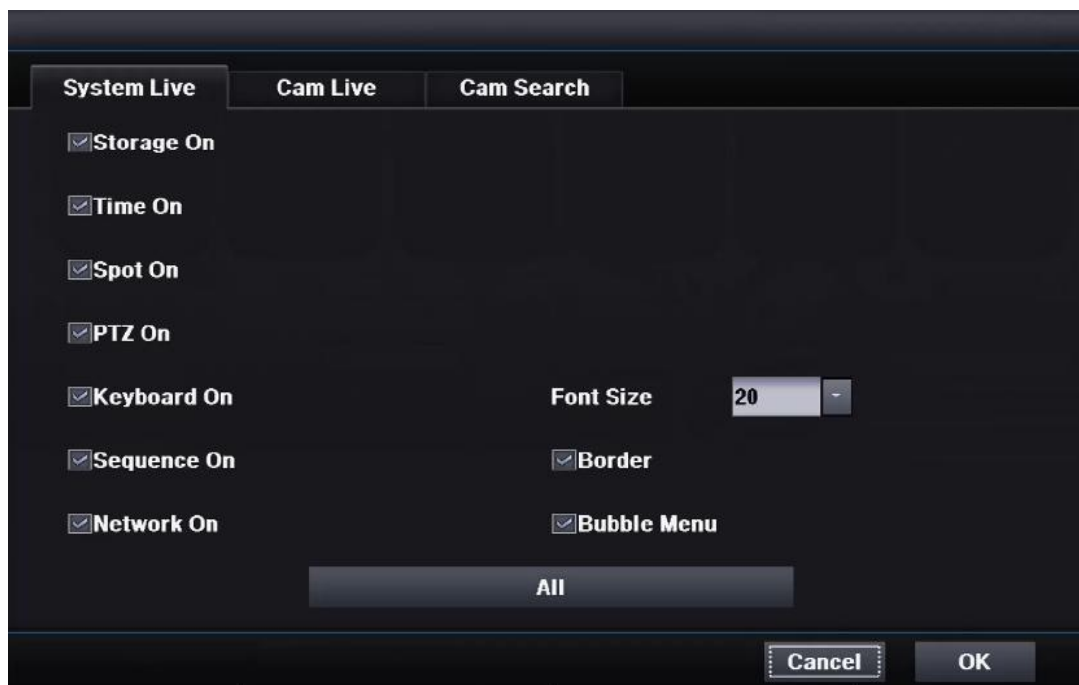 System Live Cam Live Cam Search
Storage On
Time On
Spot On
PTZ On
Keyboard On Font Size 20
Sequence On Border
Network On Bubble Menu
All
Cancel OK